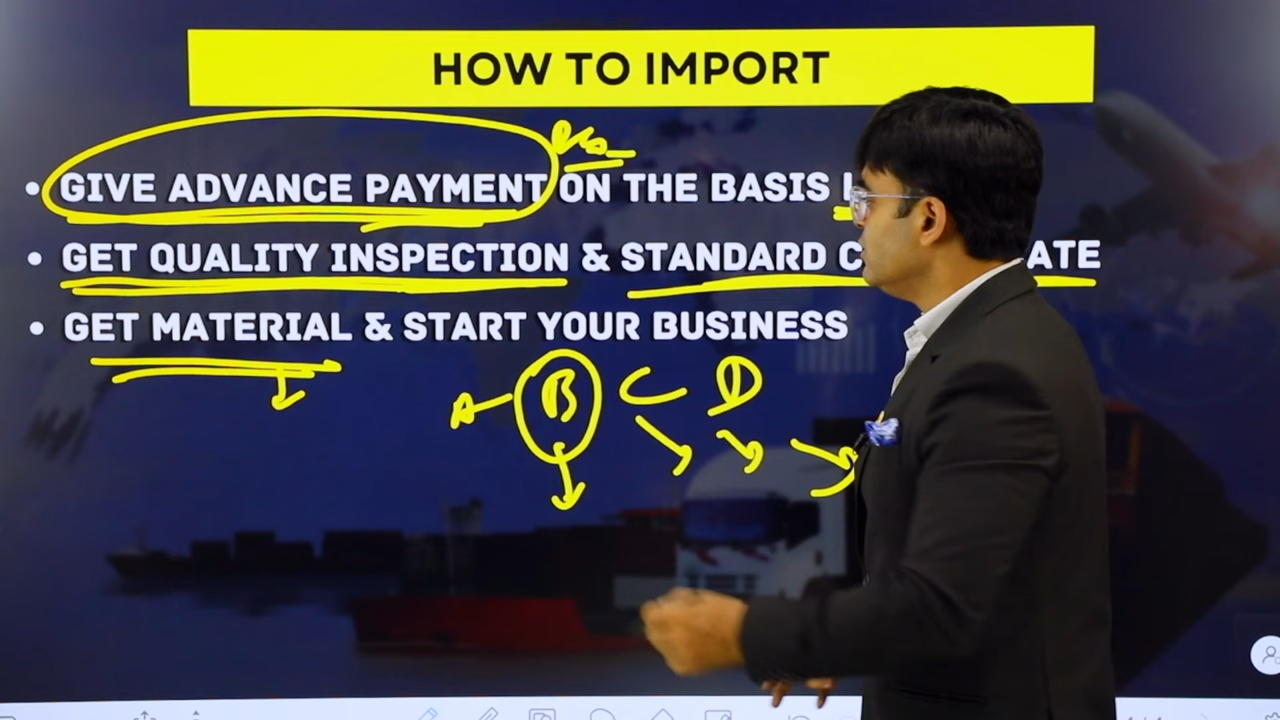 HOW TO IMPORT
• GIVE ADVANCE PAYMENT ON THE BASIS
• GET QUALITY INSPECTION & STANDARD C ATE
• GET MATERIAL & START YOUR BUSINESS
A B C D